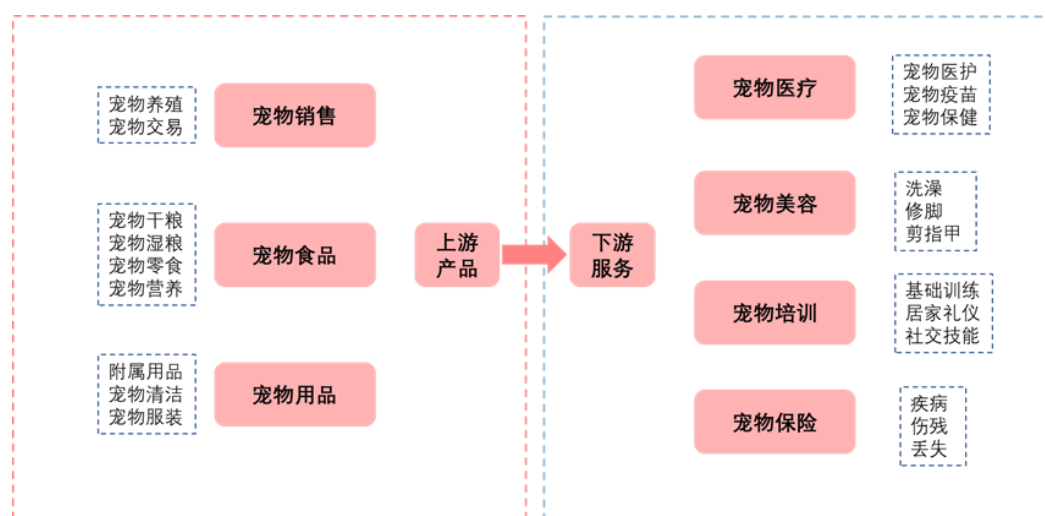 宠物养殖
宠物交易
宠物销售
宠物干粮
宠物湿粮
宠物零食
宠物营养
宠物食品
附属用品
宠物清洁
宠物服装
宠物用品
上游
产品
下游
服务
宠物医疗
宠物医护
宠物疫苗
宠物保健
宠物美容
洗澡
修脚
剪指甲
宠物培训
基础训练
居家礼仪
社交技能
宠物保险
疾病
伤残
丢失